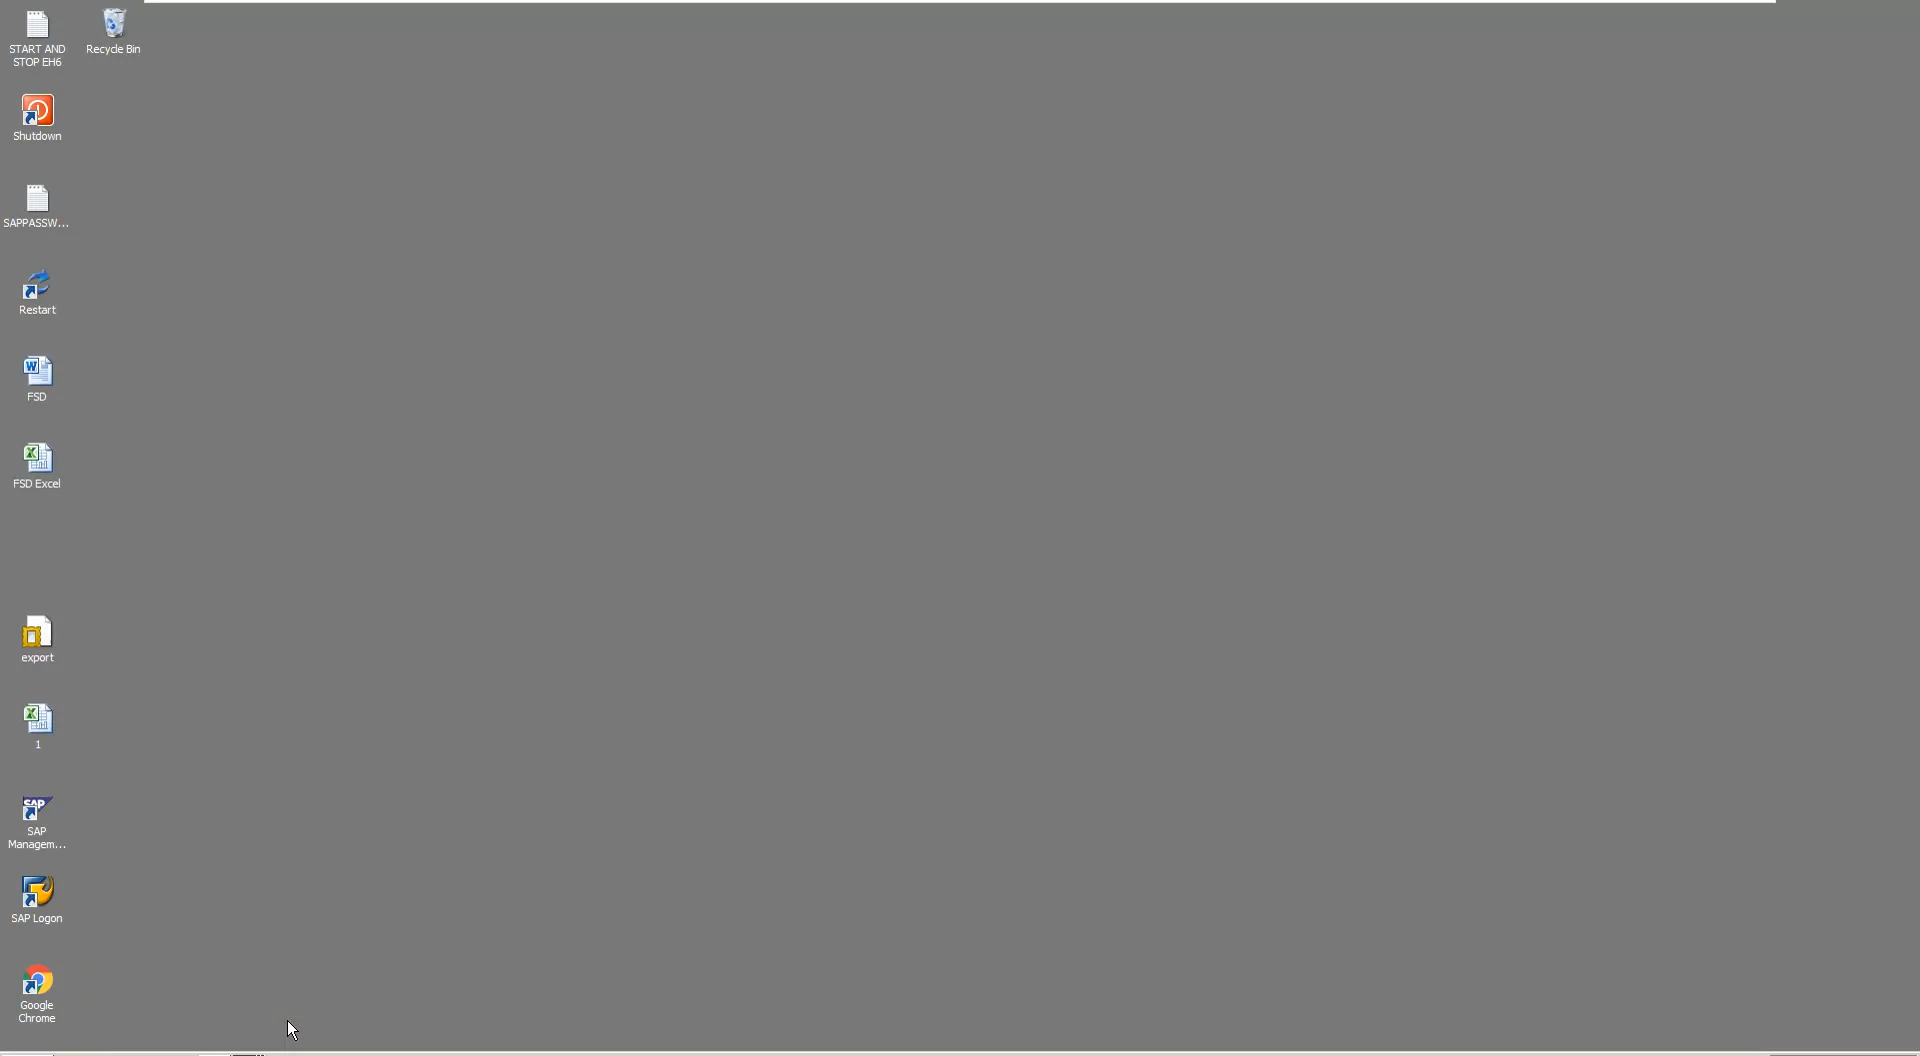 START AND
STOP EH6
Recycle Bin
Shutdown
SAPPASSW...
Restart
FSD
FSD Excel
export
1
SAP
Managem...
SAP Logon
Google
Chrome